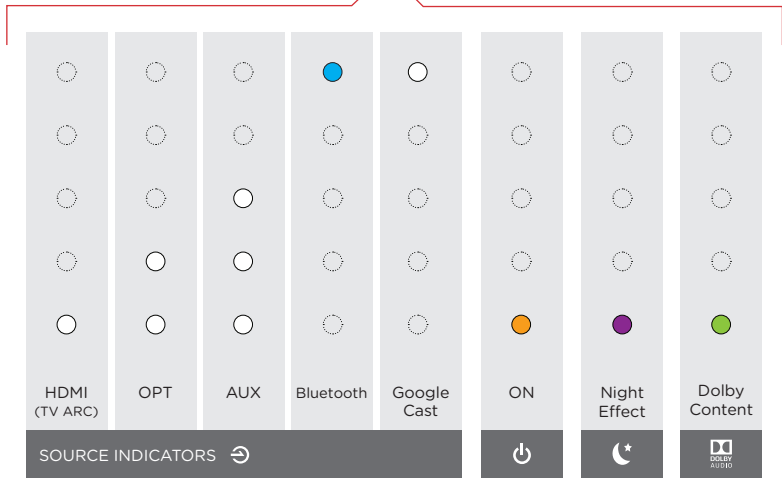 HDMI
(TV ARC)
OPT
AUX
Bluetooth
Google
Cast
ON
Night
Effect
Dolby
Content
SOURCE INDICATORS
DOLBY
AUDIO